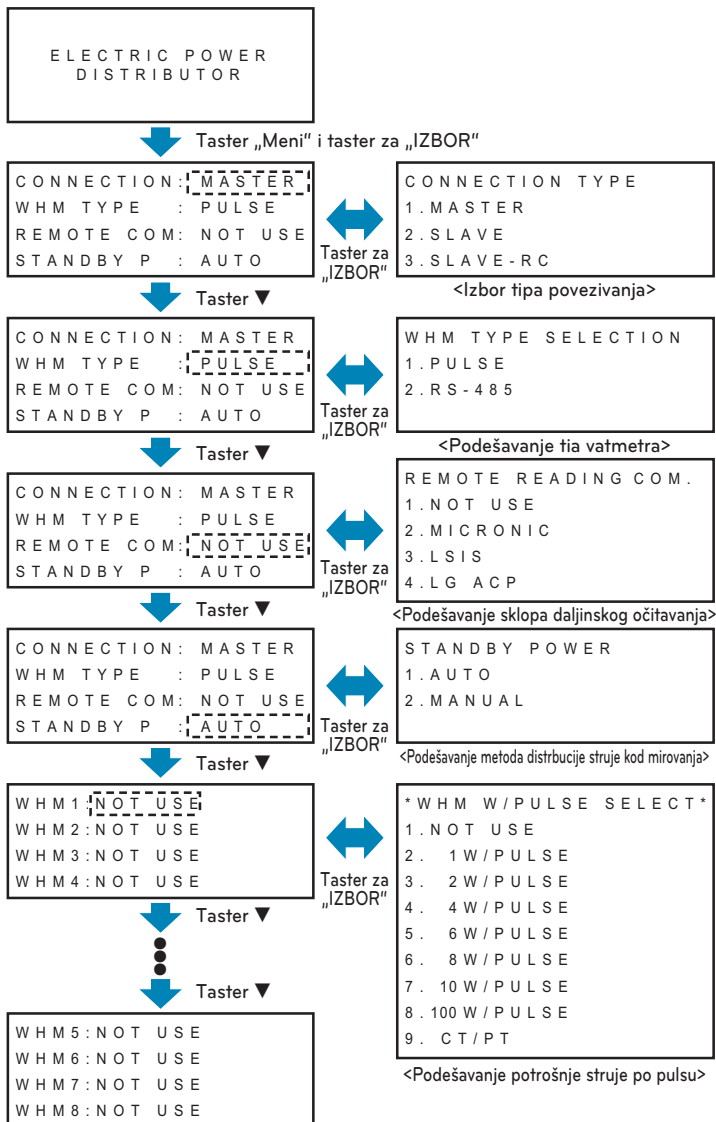 ELECTRIC POWER
DISTRIBUTOR
Taster „Meni" i taster za „IZBOR"
CONNECTION: MASTER
WHM TYPE : PULSE
REMOTE COM: NOT USE
STANDBY P : AUTO
Taster za
„IZBOR"
CONNECTION TYPE
1.MASTER
2.SLAVE
3.SLAVE-RC
<Izbor tipa povezivanja>
Taster ▼
CONNECTION: MASTER
WHM TYPE : PULSE
REMOTE COM: NOT USE
STANDBY P : AUTO
Taster za
„IZBOR"
WHM TYPE SELECTION
1.PULSE
2.RS-485
<Podešavanje tia vatmetra>
Taster ▼
CONNECTION: MASTER
WHM TYPE : PULSE
REMOTE COM: NOT USE
STANDBY P : AUTO
Taster za
„IZBOR"
REMOTE READING COM.
1.NOT USE
2.MICRONIC
3.LSIS
4.LG ACP
<Podešavanje sklopa daljinskog očitavanja>
Taster ▼
CONNECTION: MASTER
WHM TYPE : PULSE
REMOTE COM: NOT USE
STANDBY P : AUTO
Taster za
„IZBOR"
STANDBY POWER
1.AUTO
2.MANUAL
<Podešavanje metoda distrbucije struje kod mirovanja>
Taster ▼
WHM1:NOT USE
WHM2:NOT USE
WHM3:NOT USE
WHM4:NOT USE
Taster za
„IZBOR"
*WHM W/PULSE SELECT*
1.NOT USE
2. 1W/PULSE
3. 2W/PULSE
4. 4W/PULSE
5. 6W/PULSE
6. 8W/PULSE
7. 10W/PULSE
8.100W/PULSE
9. CT/PT
<Podešavanje potrošnje struje po pulsu>
Taster ▼
Taster ▼
WHM5:NOT USE
WHM6:NOT USE
WHM7:NOT USE
WHM8:NOT USE